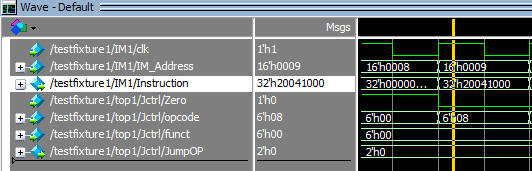 Wave - Default
Msgs
/testfixture1/IM1/clk 1'h1
/testfixture1/IM1/IM_Address 16'h0009 16'h0008 16'h0009
/testfixture1/IM1/Instruction 32'h20041000 32'h00000... 32'h20041000
/testfixture1/top1/Jctrl/Zero 1'h0
/testfixture1/top1/Jctrl/opcode 6'h08 6'h00 6'h08
/testfixture1/top1/Jctrl/funct 6'h00 6'h00
/testfixture1/top1/Jctrl/JumpOP 2'h0 2'h0